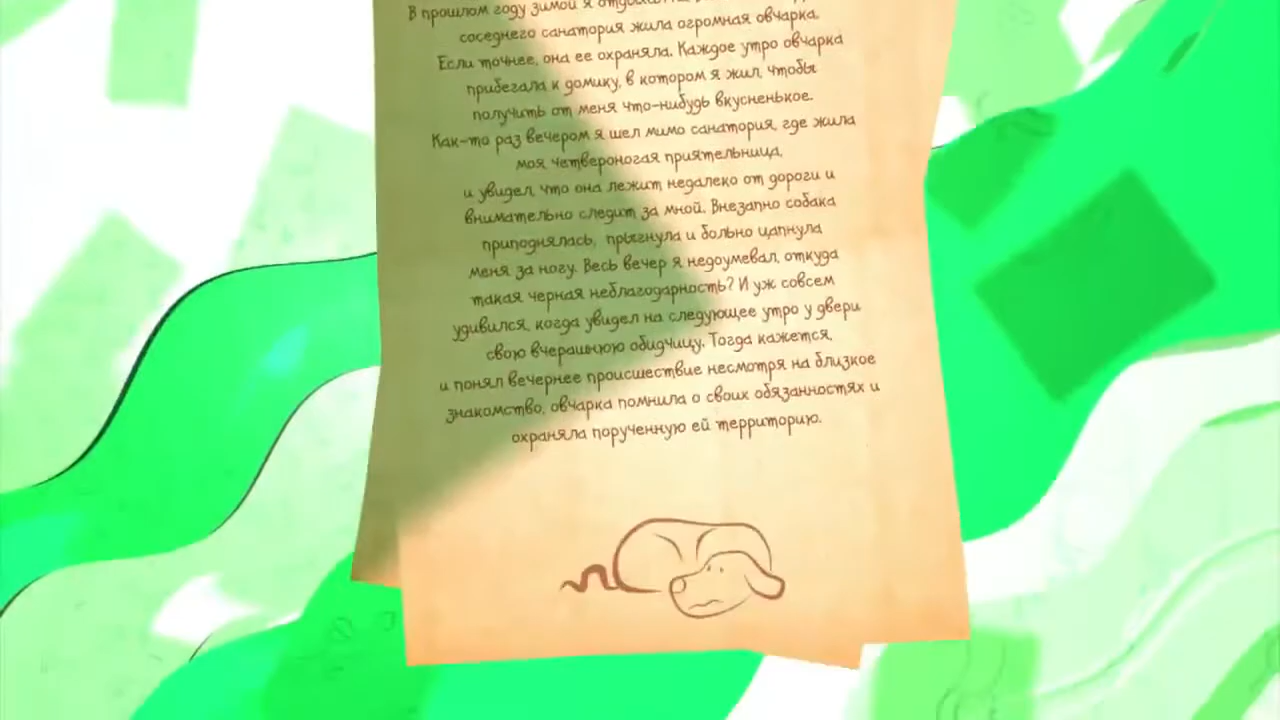 В прошлом году зимой я
соседнего санатория жила огромная овчарка.
Если точнее, она ее охраняла. Каждое утро овчарка
прибегала к домику, в котором я жил, чтобы
получить от меня что-нибудь вкусненькое.
Как-то раз вечером я шел мимо санатория, где жила
моя четвероногая приятельница,
и увидел, что она лежит недалеко от дороги и
внимательно следит за мной. Внезапно собака
приподнялась, прыгнула и больно цапнула
меня за ногу. Весь вечер я недоумевал, откуда
такая черная неблагодарность? И уж совсем
удивился, когда увидел на следующее утро у двери
свою вчерашнюю обидчицу. Тогда кажется,
и понял вечернее происшествие несмотря на близкое
знакомство, овчарка помнила о своих обязанностях и
охраняла порученную ей территорию.